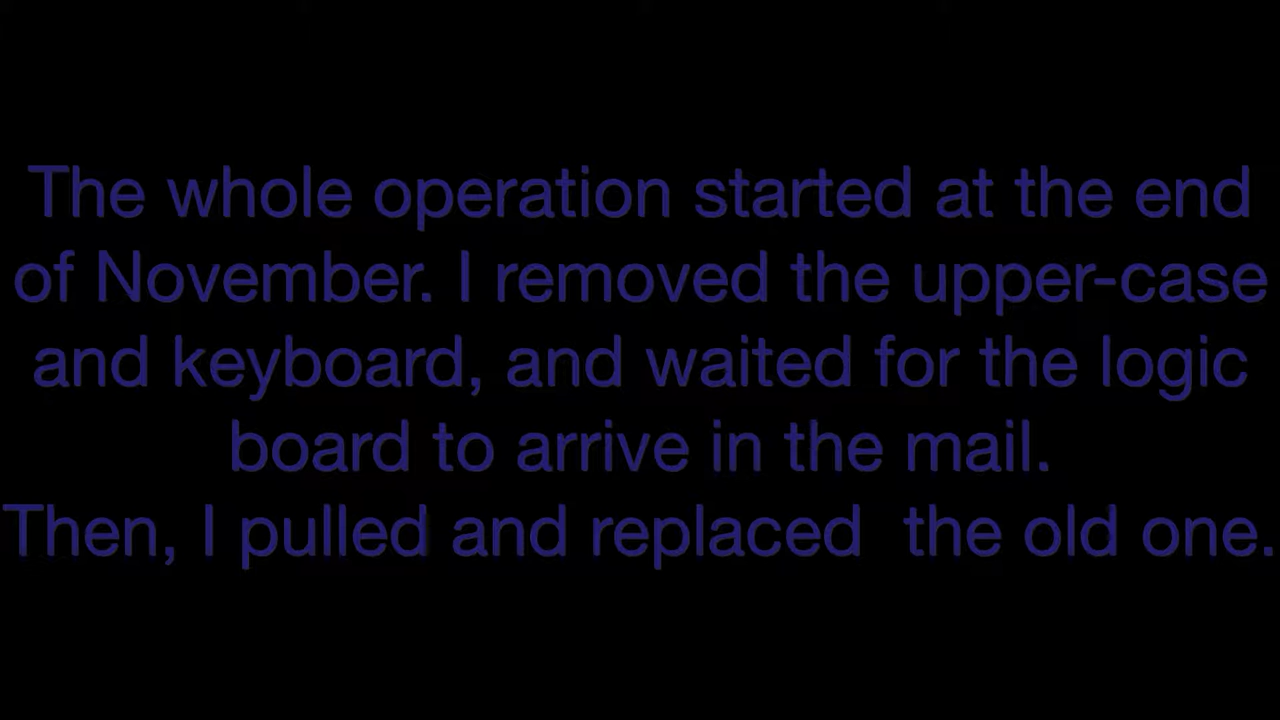 The whole operation started at the end
of November. I removed the upper-case
and keyboard, and waited for the logic
board to arrive in the mail.
Then, I pulled and replaced  the old one.